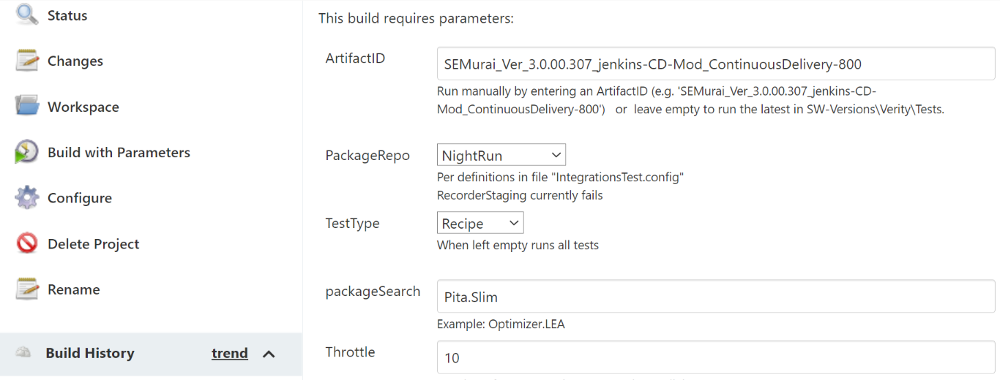 Status
Changes
Workspace
Build with Parameters
Configure
Delete Project
Rename
Build History trend
This build requires parameters:
ArtifactID
SEMurai_Ver_3.0.00.307_jenkins-CD-Mod_ContinuousDelivery-800
Run manually by entering an ArtifactID (e.g. 'SEMurai_Ver_3.0.00.307_jenkins-CD-
Mod_ContinuousDelivery-800') or leave empty to run the latest in SW-Versions\Verity\Tests.
PackageRepo
NightRun
Per definitions in file "IntegrationsTest.config"
RecorderStaging currently fails
TestType
Recipe
When left empty runs all tests
packageSearch
Pita.Slim
Example: Optimizer.LEA
Throttle
10